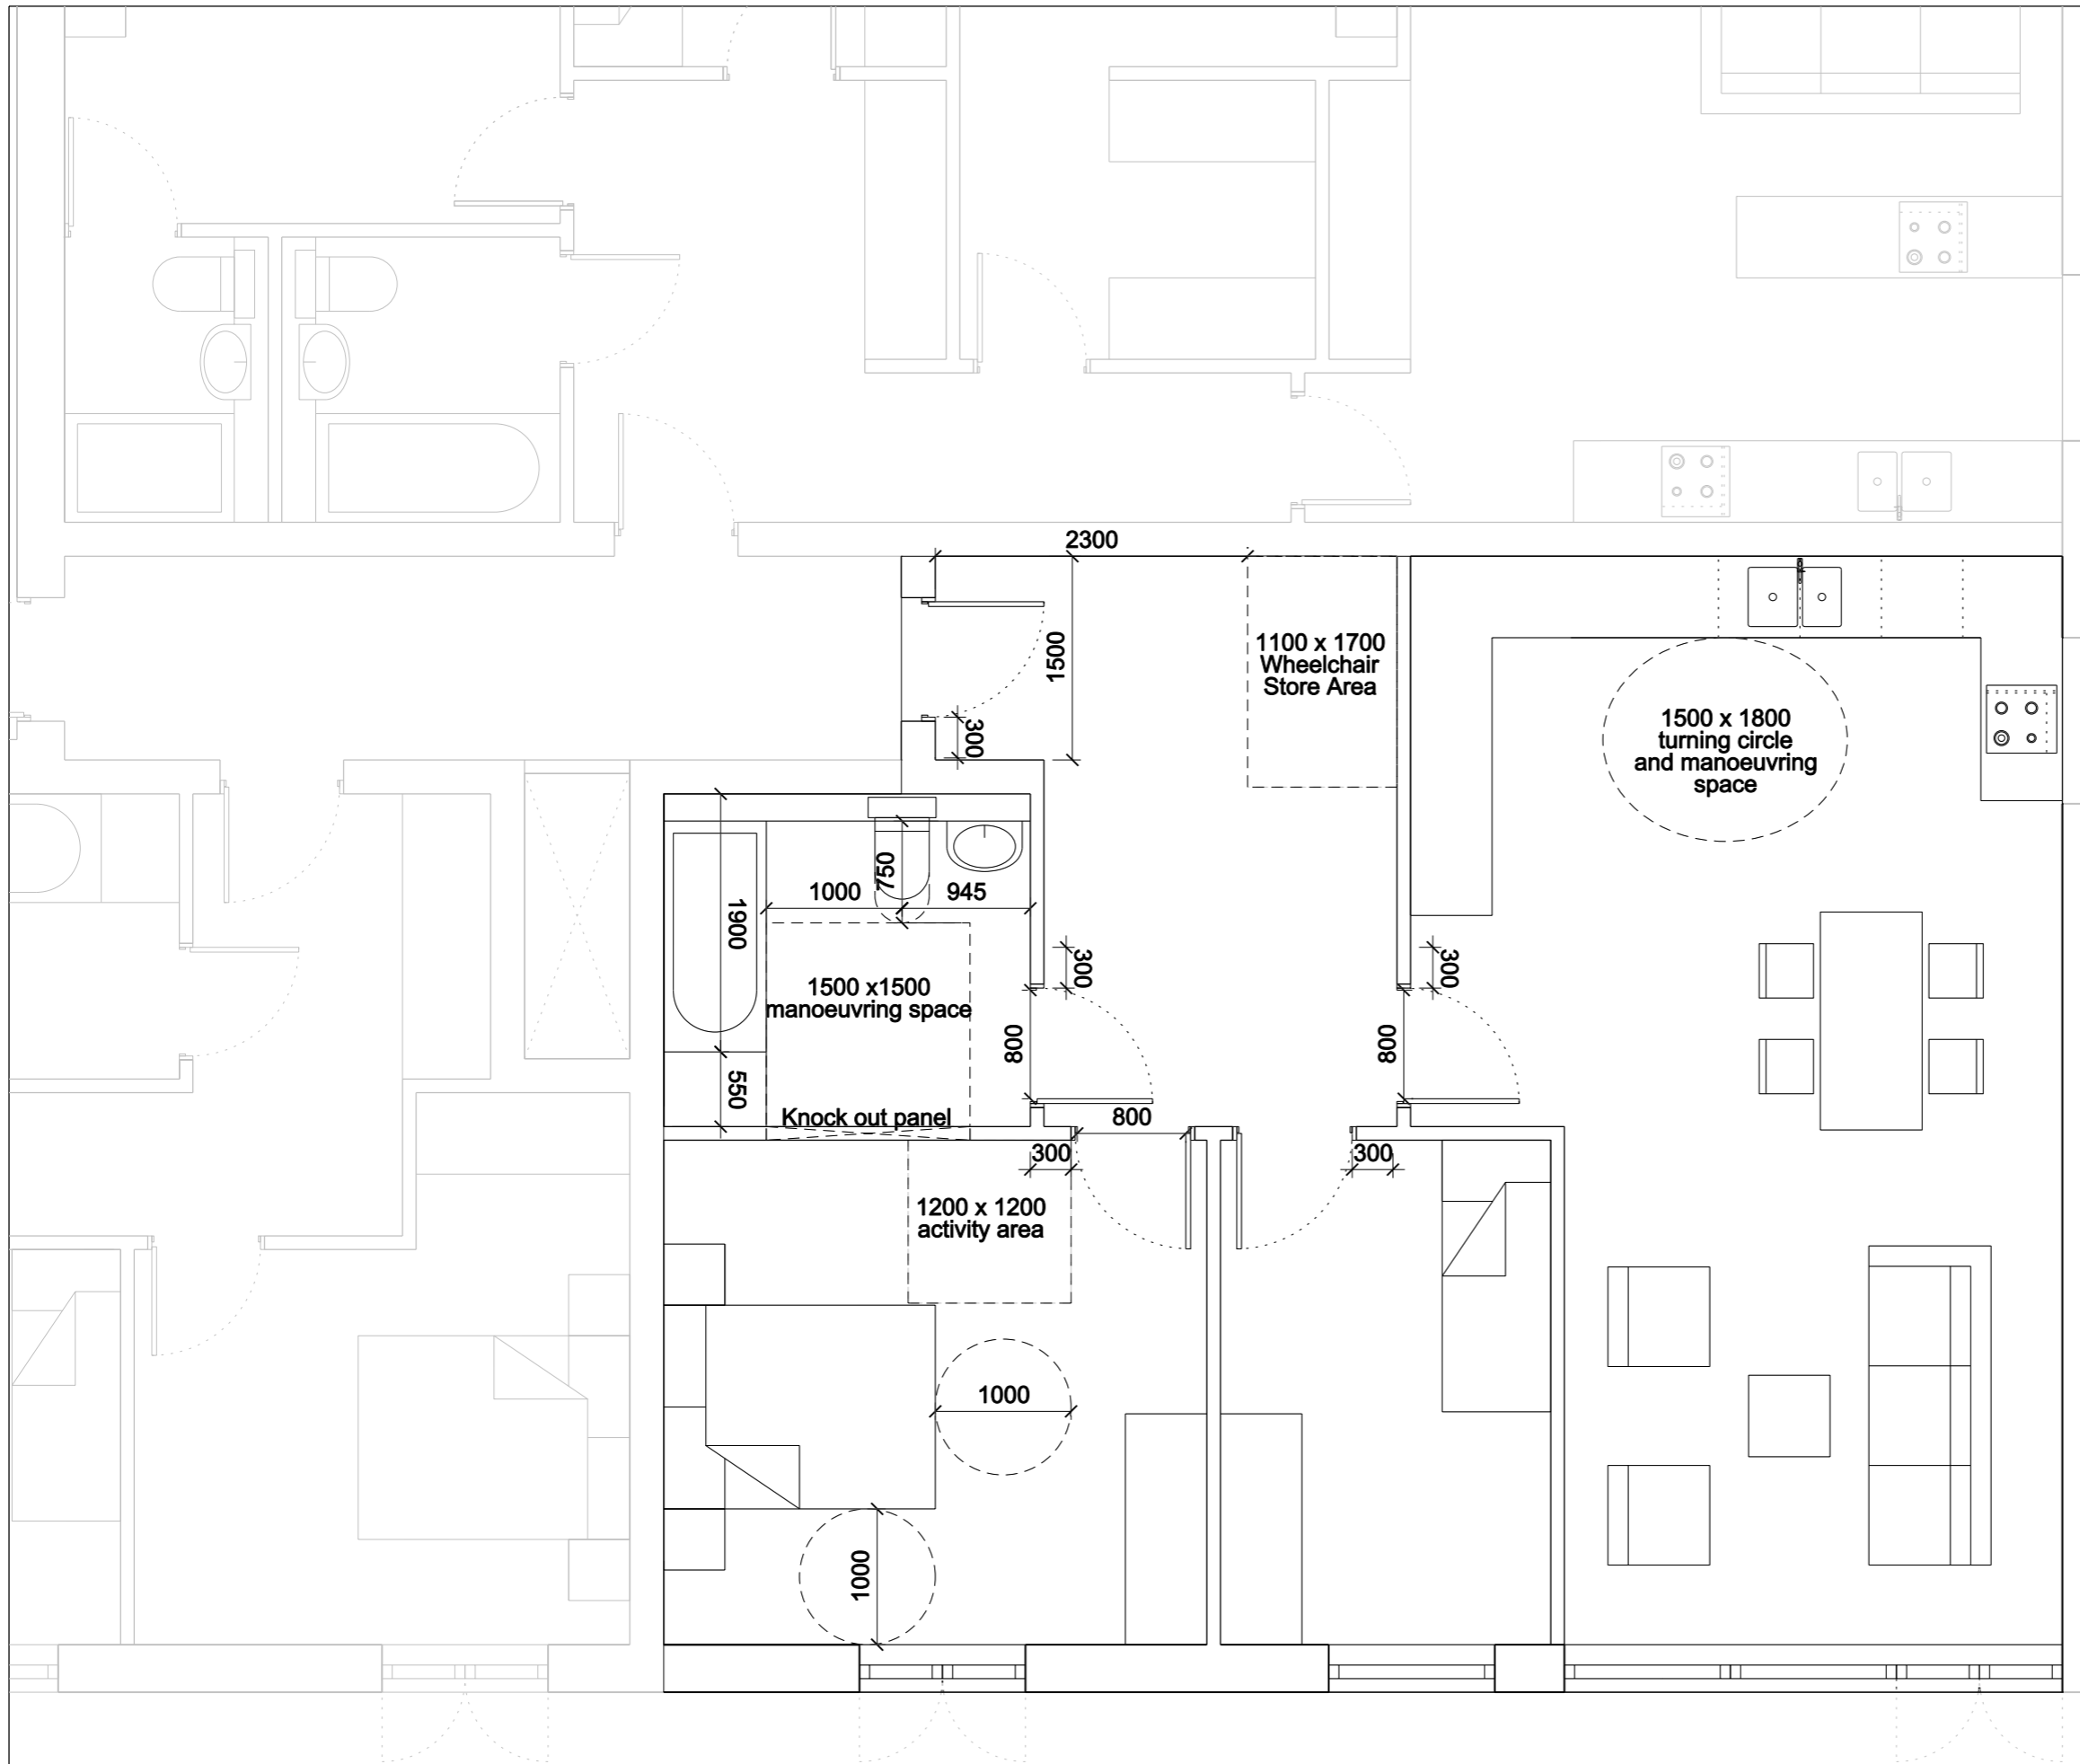 2300
1500
1100 x 1700
Wheelchair
Store Area
300
1500 x 1800
turning circle
and manoeuvring
space
750
1000
945
1900
300
300
1500 x1500
manoeuvring space
800
800
550
Knock out panel
800
300
300
1200 x 1200
activity area
1000
1000